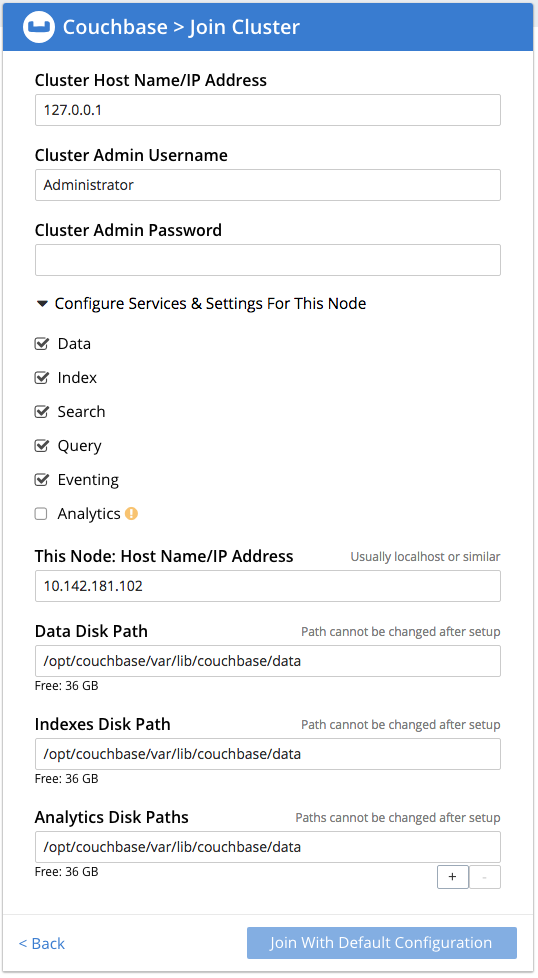 Couchbase > Join Cluster
Cluster Host Name/IP Address
127.0.0.1
Cluster Admin Username
Administrator
Cluster Admin Password
Configure Services & Settings For This Node
Data
Index
Search
Query
Eventing
Analytics !
This Node: Host Name/IP Address Usually localhost or similar
10.142.181.102
Data Disk Path Path cannot be changed after setup
/opt/couchbase/var/lib/couchbase/data
Free: 36 GB
Indexes Disk Path Path cannot be changed after setup
/opt/couchbase/var/lib/couchbase/data
Free: 36 GB
Analytics Disk Paths Paths cannot be changed after setup
/opt/couchbase/var/lib/couchbase/data
Free: 36 GB + -
< Back Join With Default Configuration